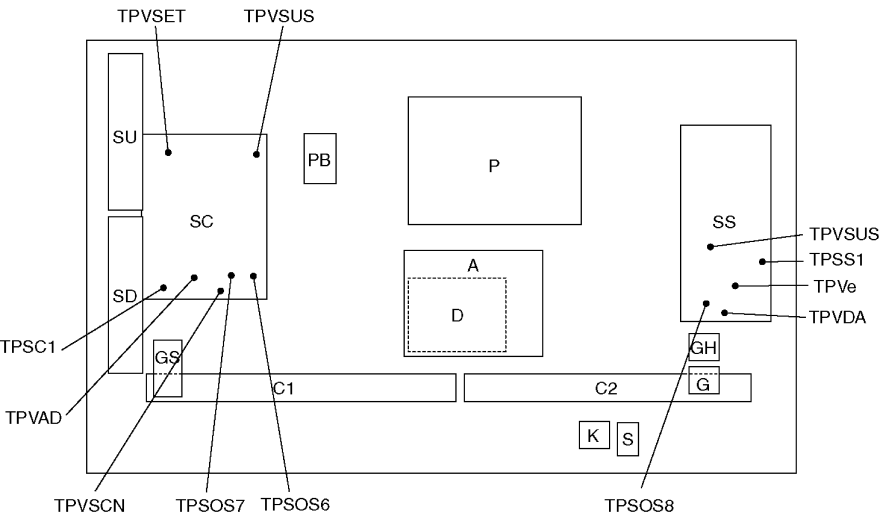 TPVSET
TPVSUS
SU
PB
P
SC
SS
TPVSUS
TPSS1
A
TPVe
SD
D
TPVDA
TPSC1
GS
GH
C1
C2
G
TPVAD
K
S
TPVSCN
TPSOS7
TPSOS6
TPSOS8